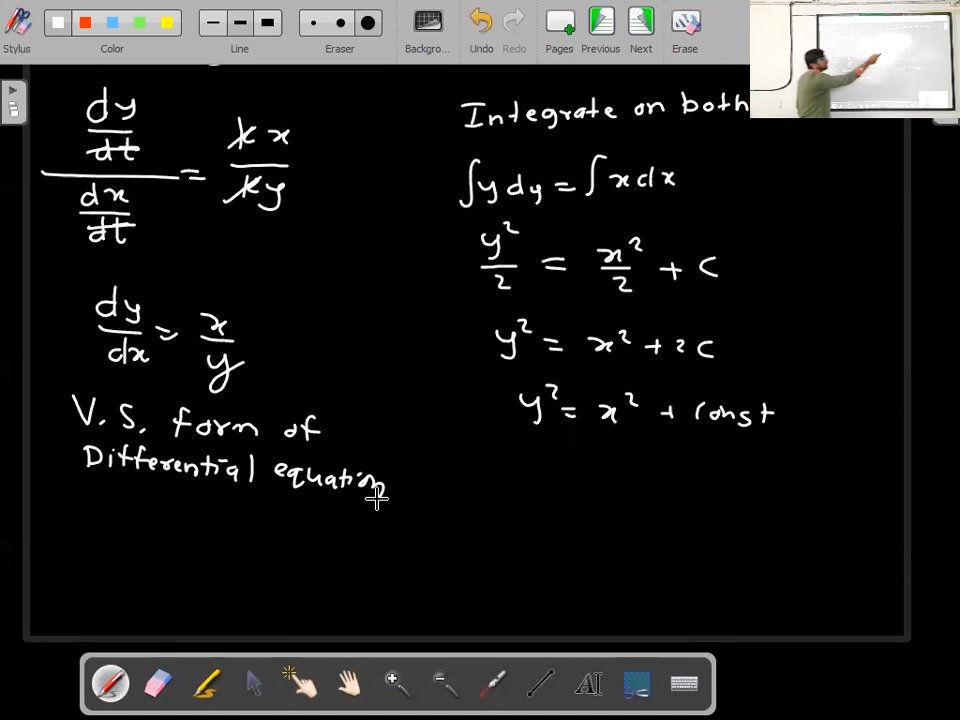 Stylus
Color
Line
Eraser
Backgro...
Undo
Redo
Pages
Previous
Next
Erase
dy/dt / dx/dt = kx / ky
dy/dx = x/y
V. S. form of
Differential equation
Integrate on both
∫y dy = ∫x dx
y²/2 = x²/2 + c
y² = x² + 2c
y² = x² + const
AI